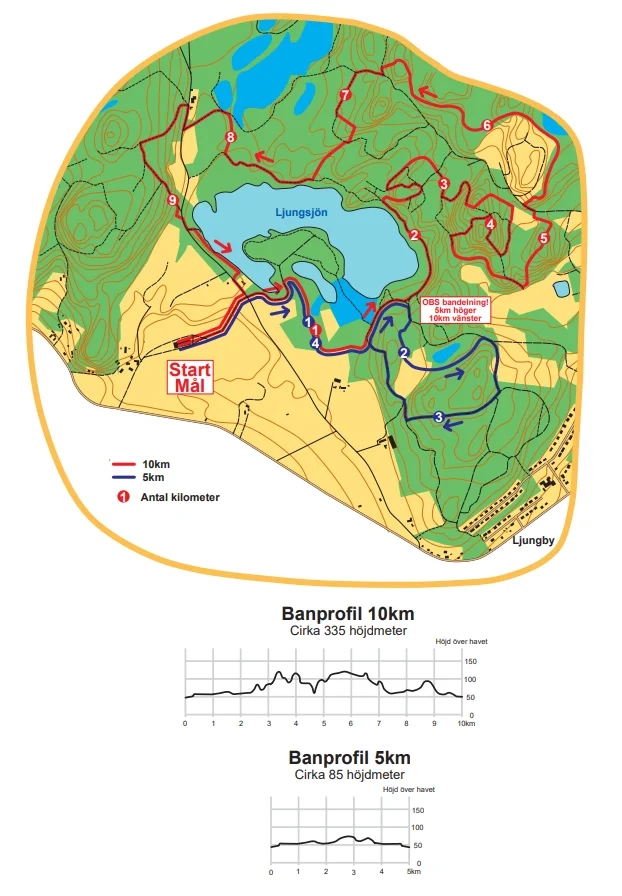 7
6
8
3
9
Ljungsjön
4
2
5
OBS bandelning!
5km höger
10km vänster
1
1
4
2
Start
Mål
3
10km
5km
1 Antal kilometer
Ljungby
Banprofil 10km
Cirka 335 höjdmeter
Höjd över havet
150
100
50
0
0 1 2 3 4 5 6 7 8 9 10km
Banprofil 5km
Cirka 85 höjdmeter
Höjd över havet
150
100
50
0
0 1 2 3 4 5km